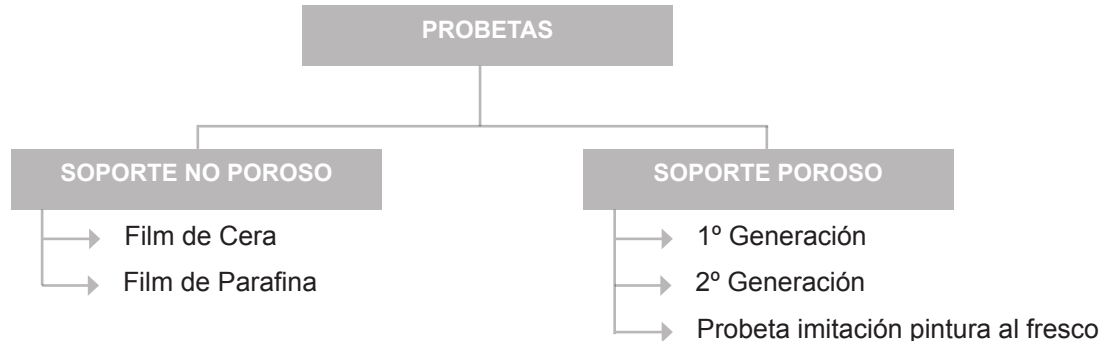 PROBETAS
SOPORTE NO POROSO
Film de Cera
Film de Parafina
SOPORTE POROSO
1º Generación
2º Generación
Probeta imitación pintura al fresco